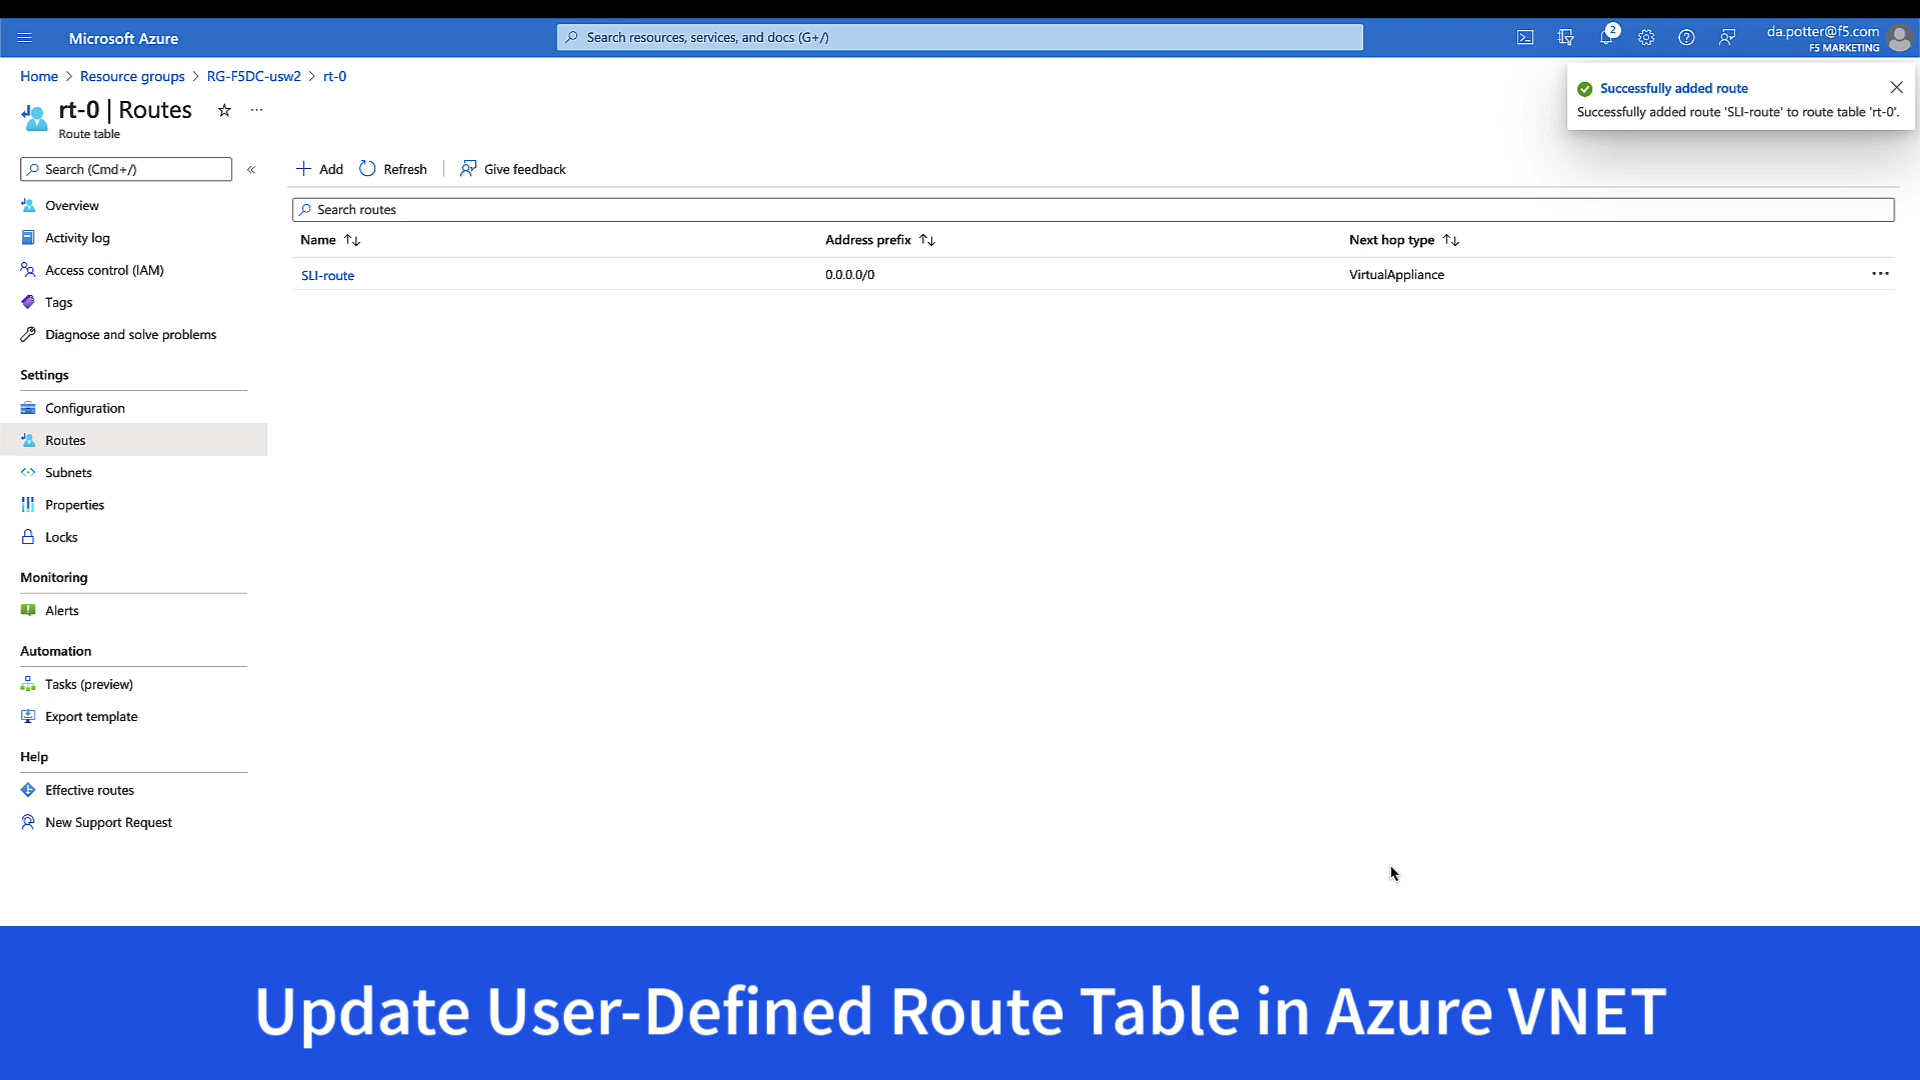 Microsoft Azure
Search resources, services, and docs (G+/)
2
da.potter@f5.com
F5 MARKETING
Home > Resource groups > RG-F5DC-usw2 > rt-0
Successfully added route
Successfully added route 'SLI-route' to route table 'rt-0'.
rt-0 | Routes
Route table
Search (Cmd+/)
Add
Refresh
Give feedback
Search routes
Name
Address prefix
Next hop type
SLI-route
0.0.0.0/0
VirtualAppliance
Overview
Activity log
Access control (IAM)
Tags
Diagnose and solve problems
Settings
Configuration
Routes
Subnets
Properties
Locks
Monitoring
Alerts
Automation
Tasks (preview)
Export template
Help
Effective routes
New Support Request
Update User-Defined Route Table in Azure VNET